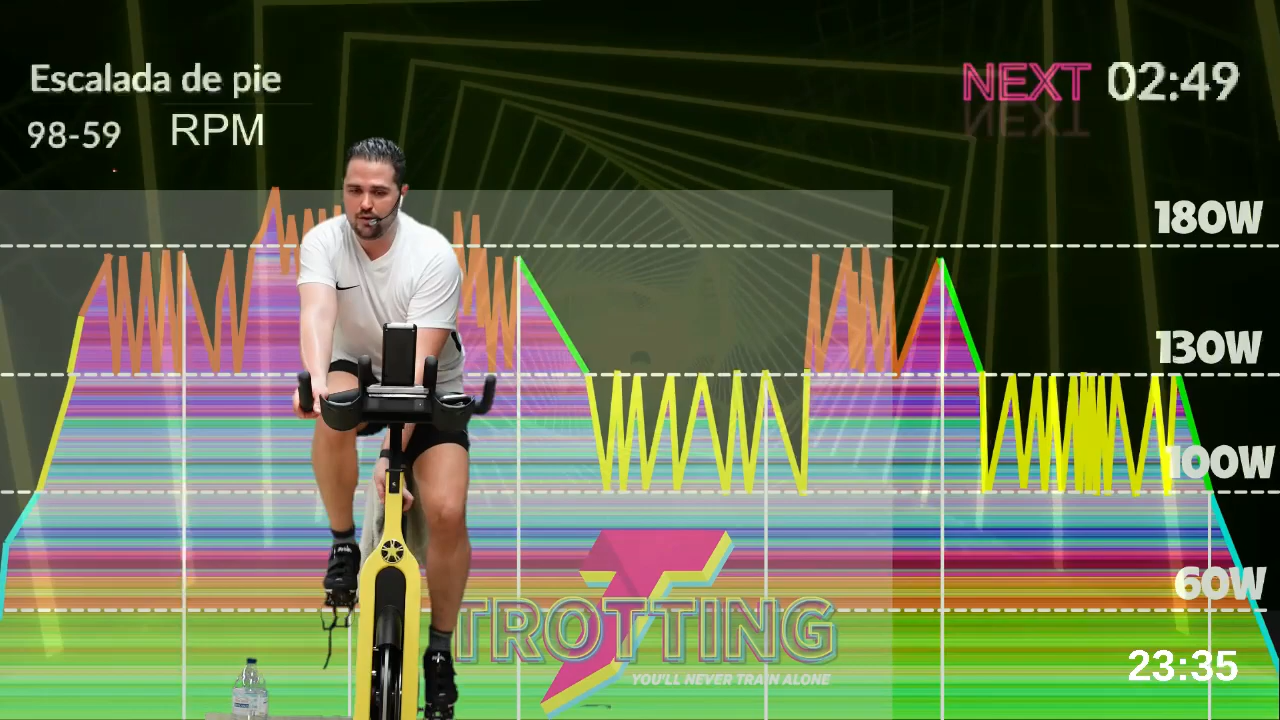 Escalada de pie
98-59 RPM
NEXT 02:49
NEXT
180W
130W
100W
60W
TROTTING
YOU'LL NEVER TRAIN ALONE
23:35